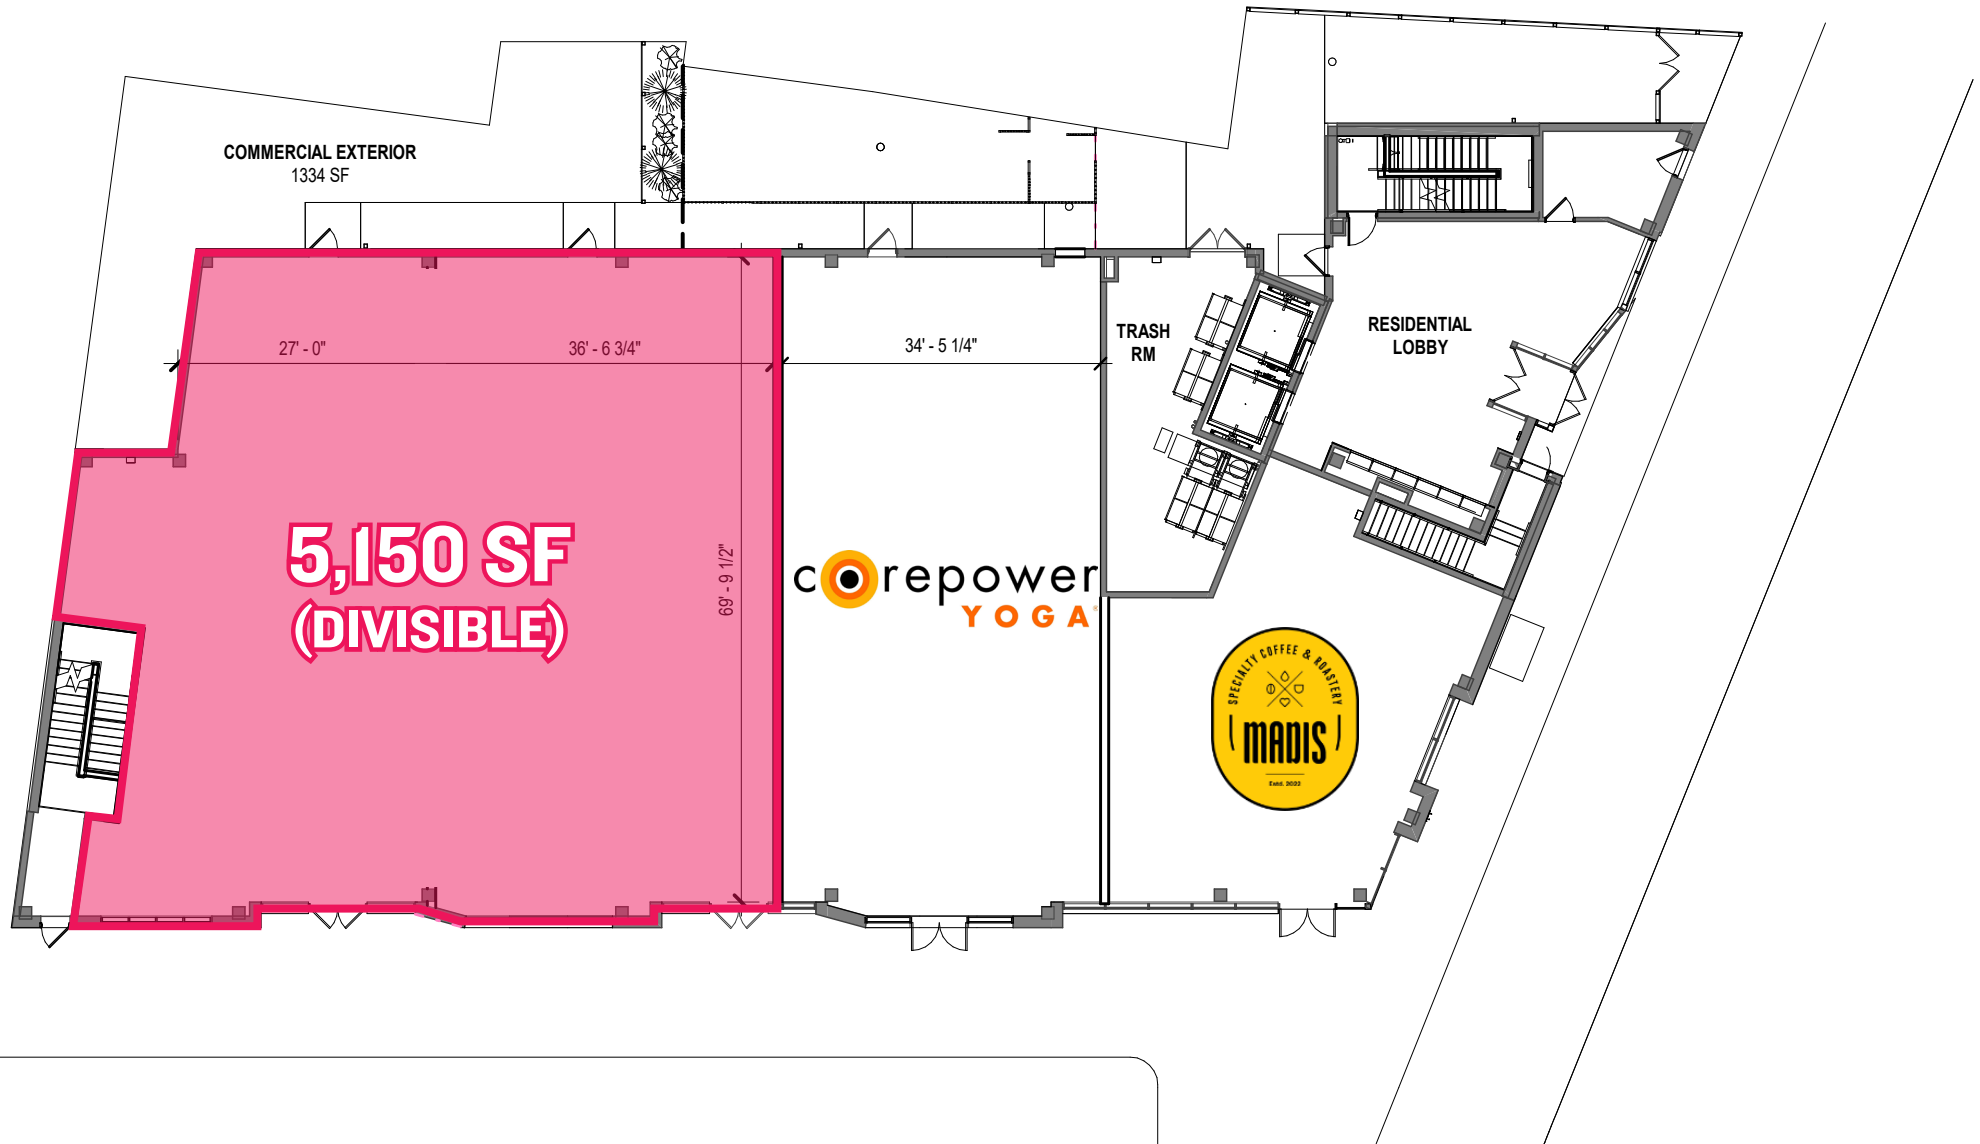 COMMERCIAL EXTERIOR
1334 SF
27' - 0"
36' - 6 3/4"
34' - 5 1/4"
TRASH
RM
RESIDENTIAL
LOBBY
5,150 SF
(DIVISIBLE)
69' - 9 1/2"
corepower
YOGA
SPECIALTY COFFEE & ROASTERY
MADIS
Estd. 2022